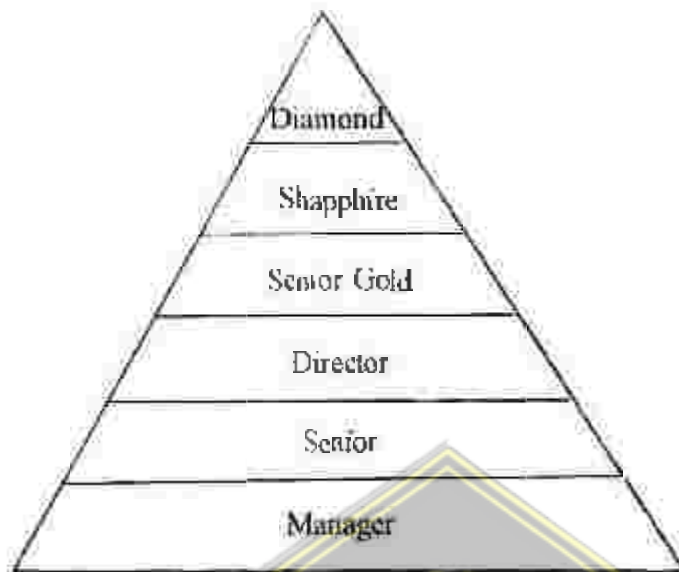 Diamond
Shapphire
Senior Gold
Director
Senior
Manager